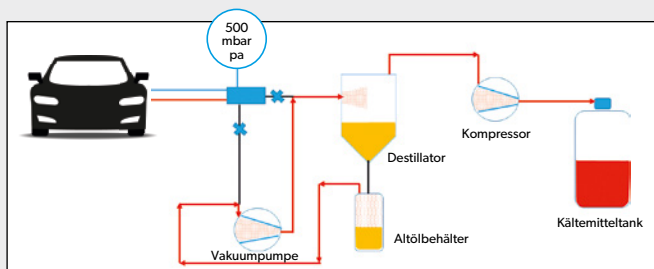 500
mbar
pa
Kompressor
Destillator
Kältemitteltank
Altölbehälter
Vakuumpumpe